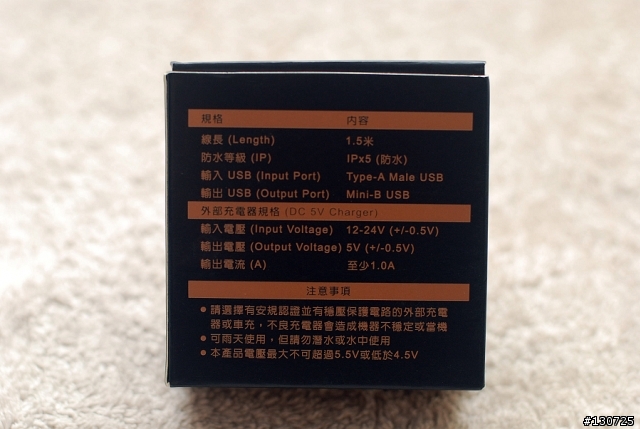 規格 內容
線長 (Length) 1.5米
防水等級 (IP) IPx5 (防水)
輸入 USB (Input Port) Type-A Male USB
輸出 USB (Output Port) Mini-B USB
外部充電器規格 (DC 5V Charger)
輸入電壓 (Input Voltage) 12-24V (+/-0.5V)
輸出電壓 (Output Voltage) 5V (+/-0.5V)
輸出電流 (A) 至少1.0A
注意事項
• 請選擇有安規認證並有穩壓保護電路的外部充電
器或車充，不良充電器會造成機器不穩定或當機
• 可雨天使用，但請勿潛水或水中使用
• 本產品電壓最大不可超過5.5V或低於4.5V
#130725